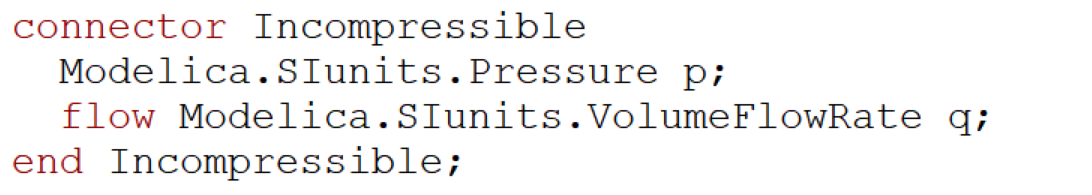 connector Incompressible
  Modelica.SIunits.Pressure p;
  flow Modelica.SIunits.VolumeFlowRate q;
end Incompressible;